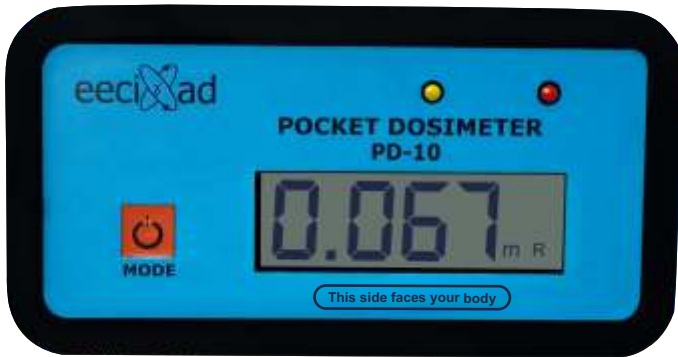 eeciXad
POCKET DOSIMETER
PD-10
0.067 m R
MODE
This side faces your body